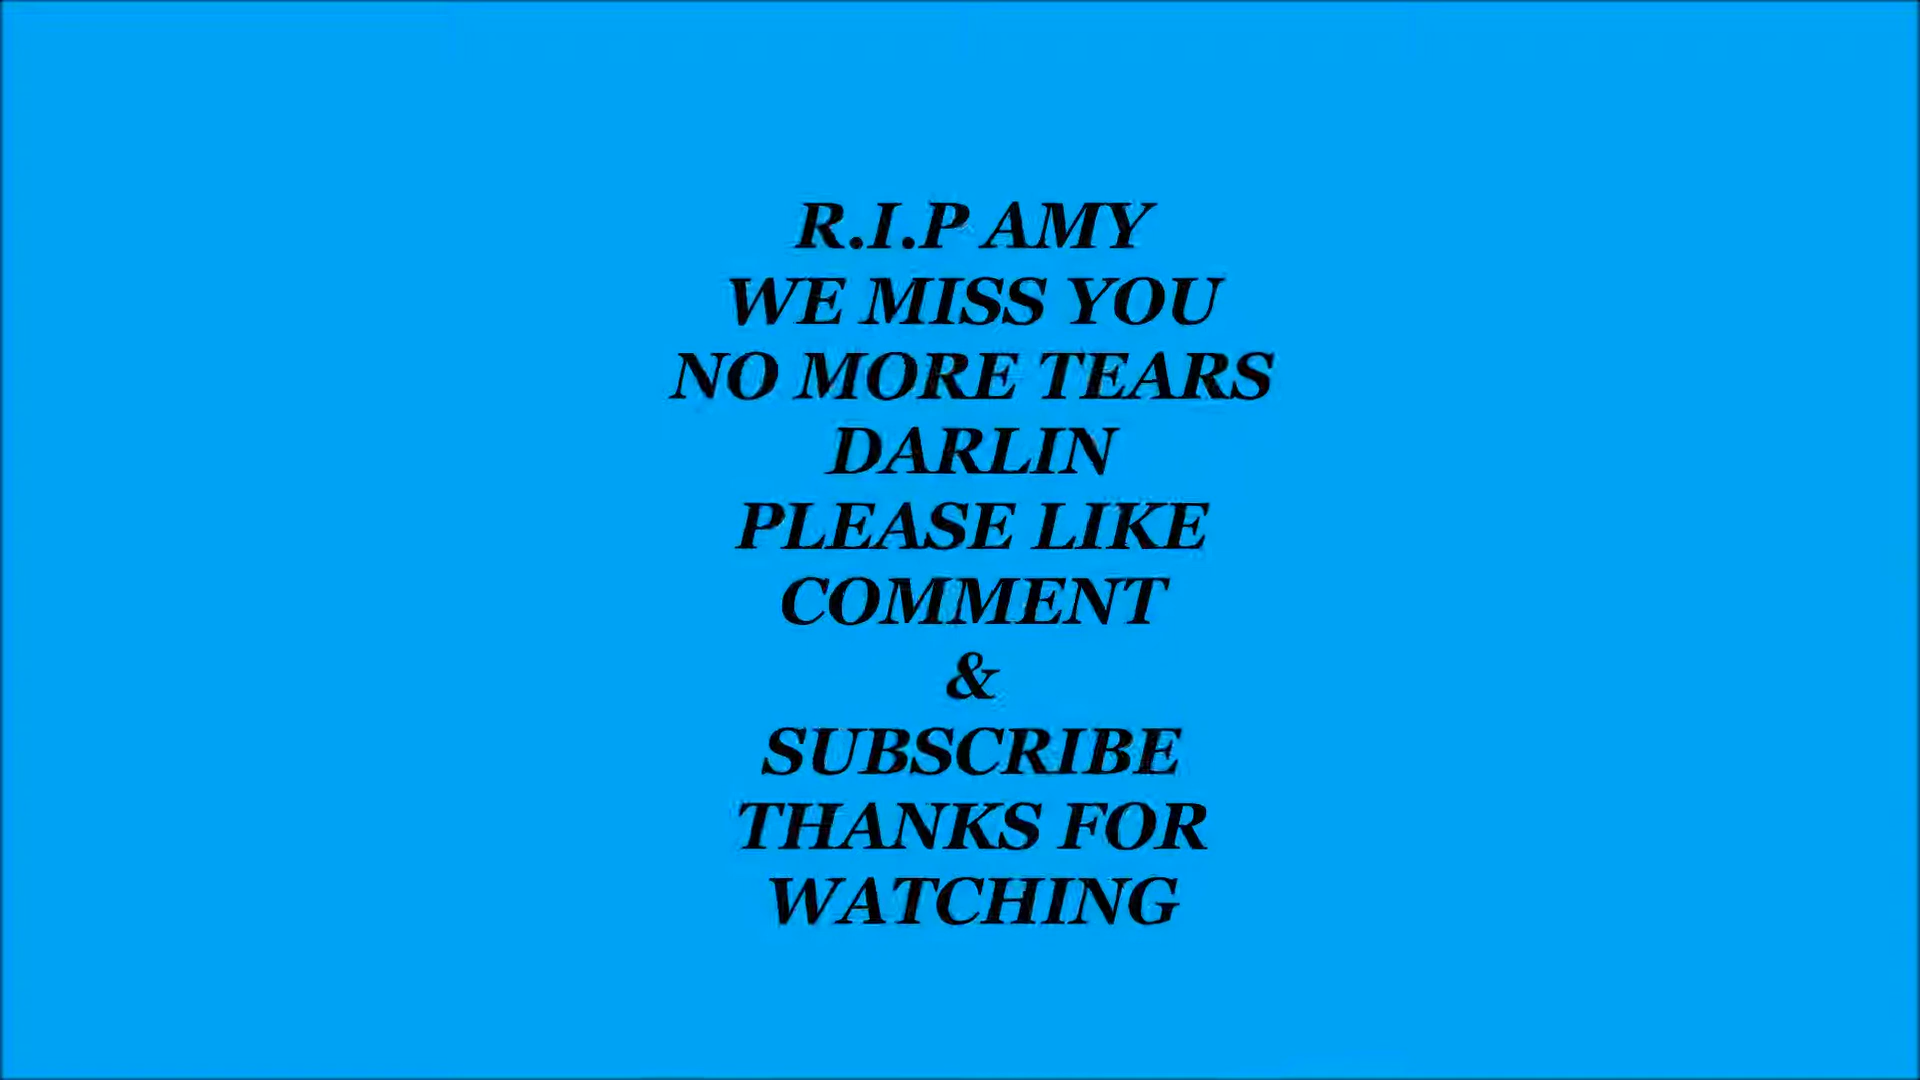 R.I.P AMY
WE MISS YOU
NO MORE TEARS
DARLIN
PLEASE LIKE
COMMENT
&
SUBSCRIBE
THANKS FOR
WATCHING